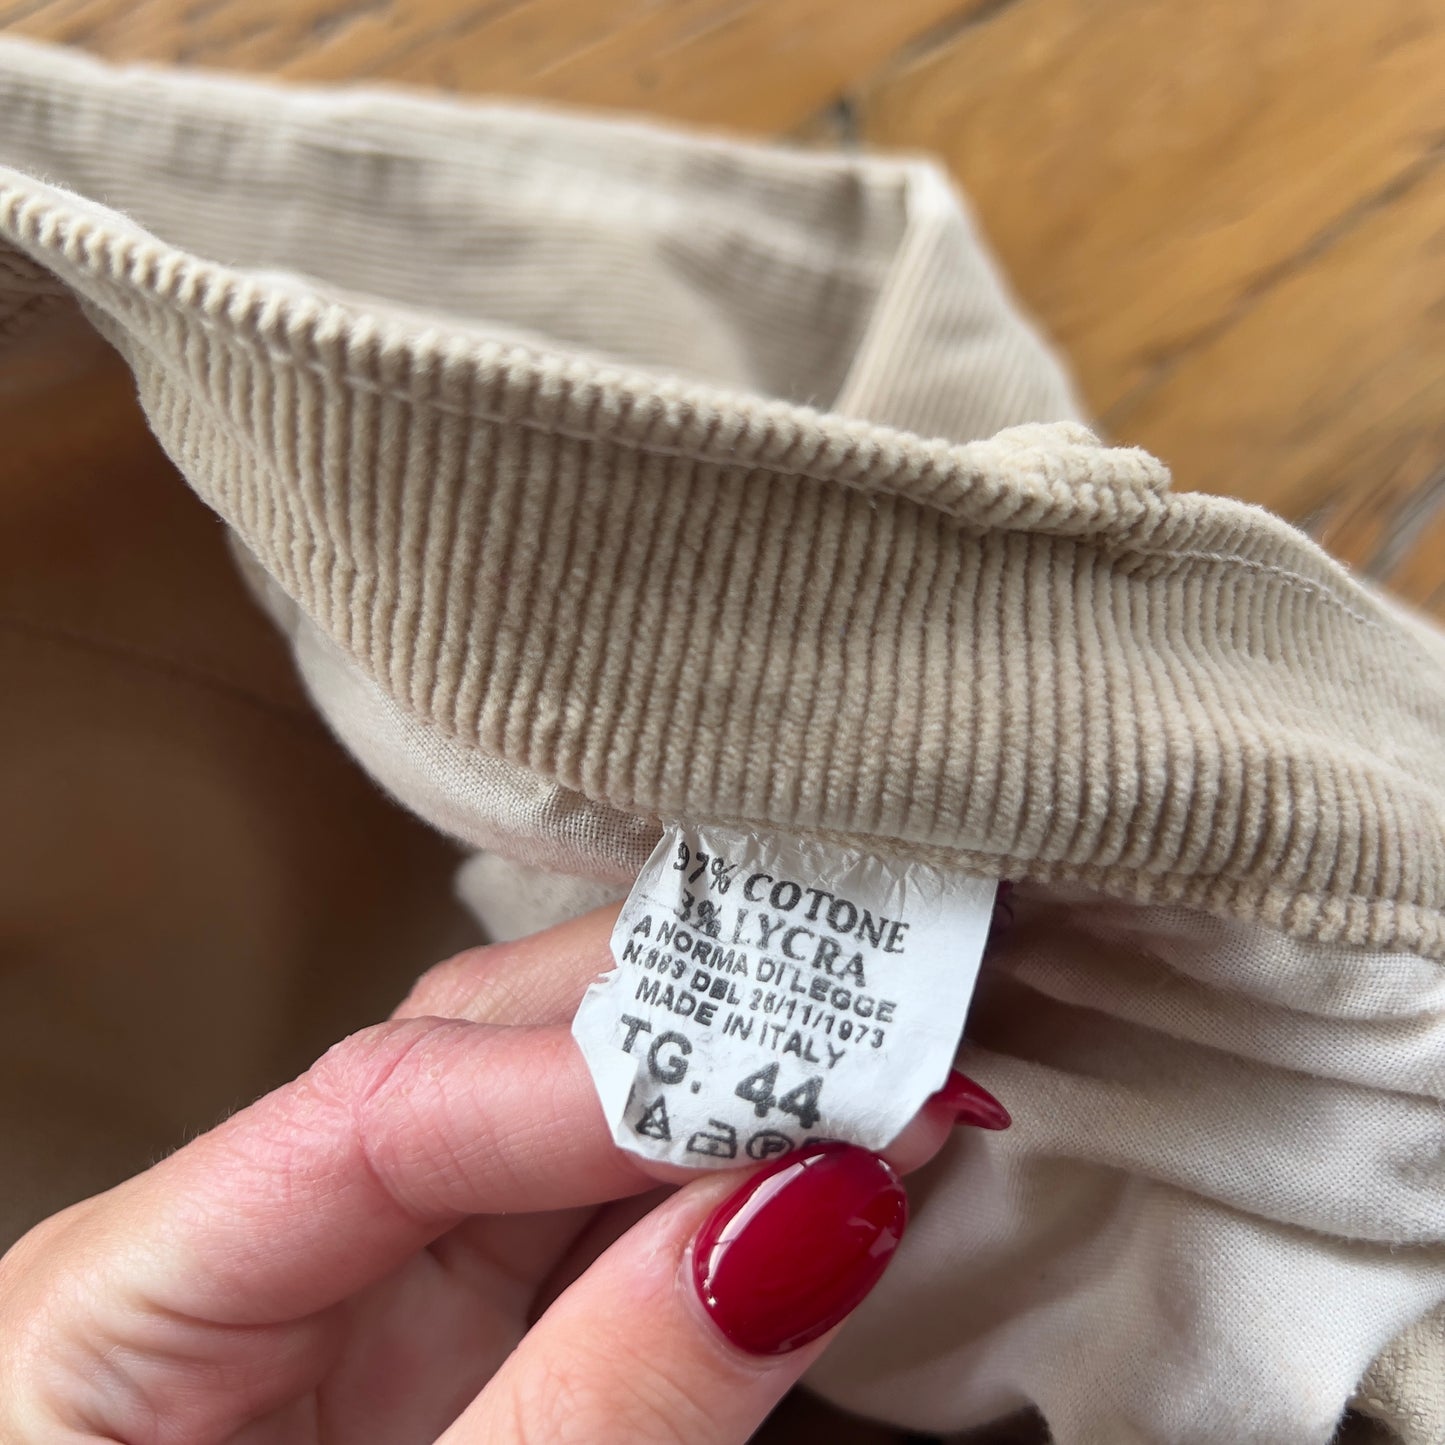 97% COTONE
3% LYCRA
A NORMA DI LEGGE
N.883 DEL 26/11/1973
MADE IN ITALY
TG. 44
P